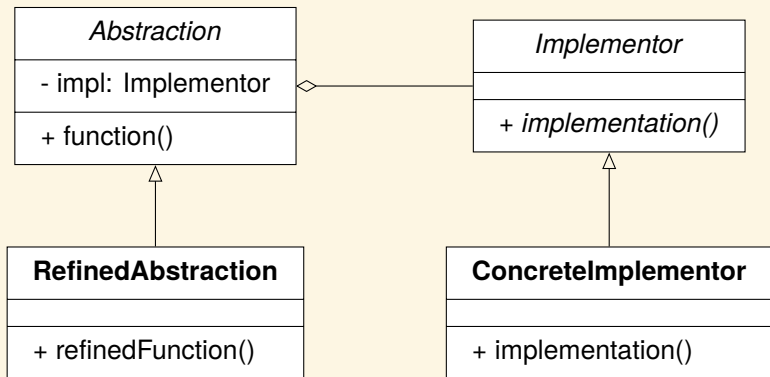 Abstraction
- impl: Implementor
+ function()
Implementor
+ implementation()
RefinedAbstraction
+ refinedFunction()
ConcreteImplementor
+ implementation()